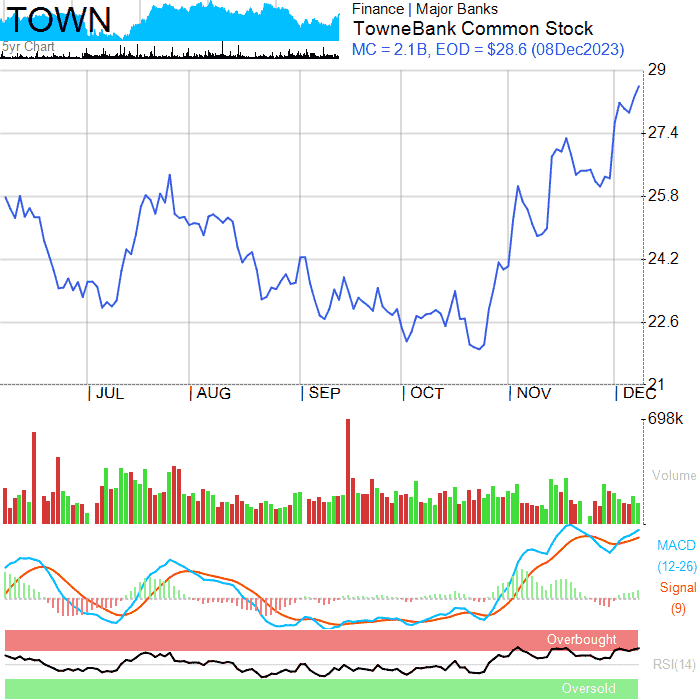 TOWN
5yr Chart
Finance | Major Banks
TowneBank Common Stock
MC = 2.1B, EOD = $28.6 (08Dec2023)
29
27.4
25.8
24.2
22.6
21
| JUL | AUG | SEP | OCT | NOV | DEC
698k
Volume
MACD
(12-26)
Signal
(9)
Overbought
RSI(14)
Oversold